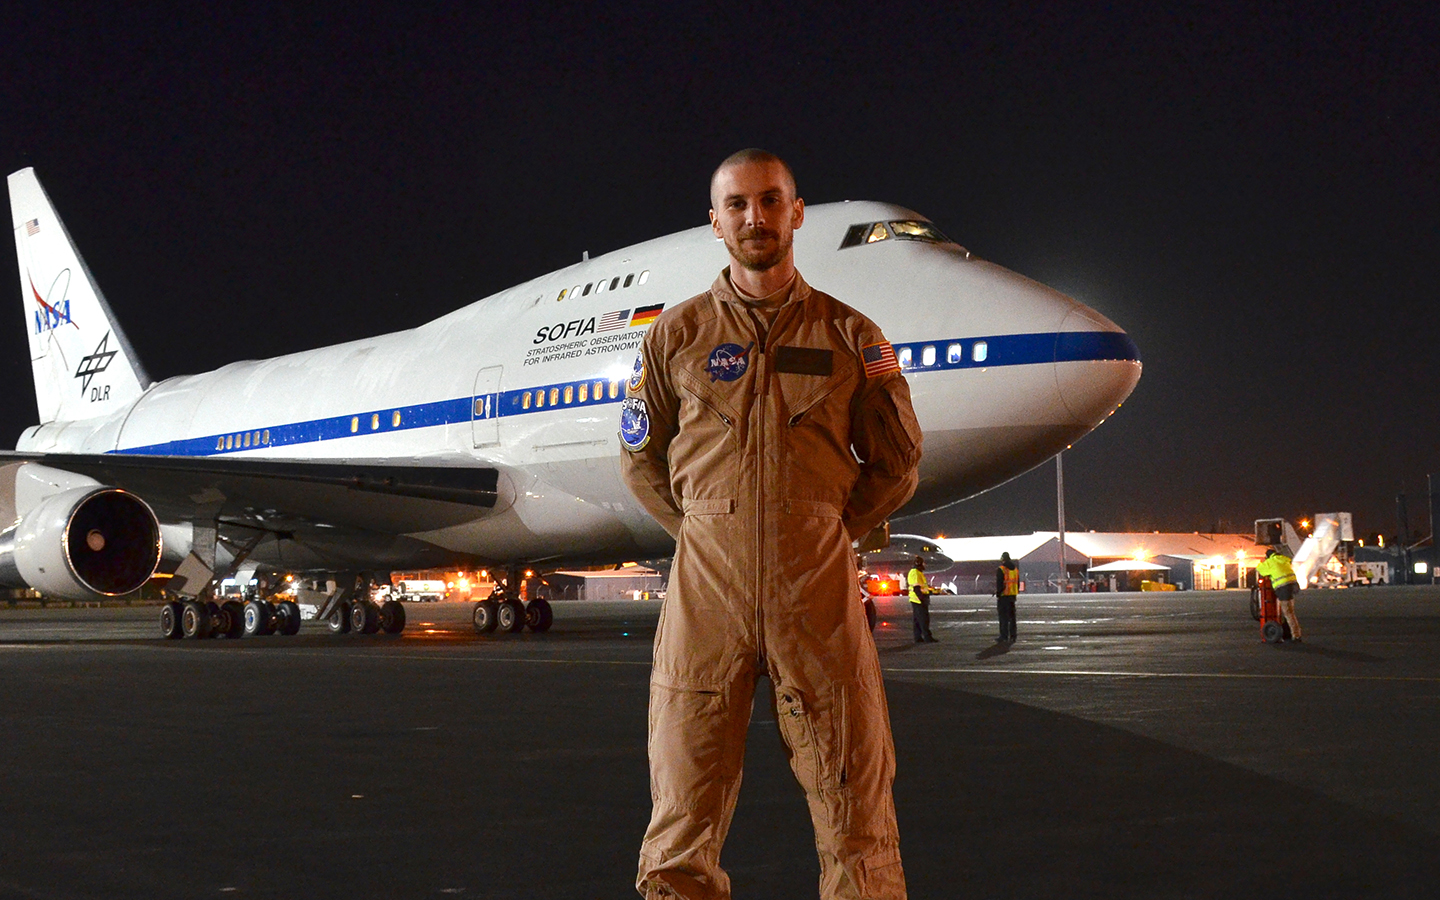 NASA
DLR
SOFIA
STRATOSPHERIC OBSERVATORY
FOR INFRARED ASTRONOMY
NASA
SOFIA